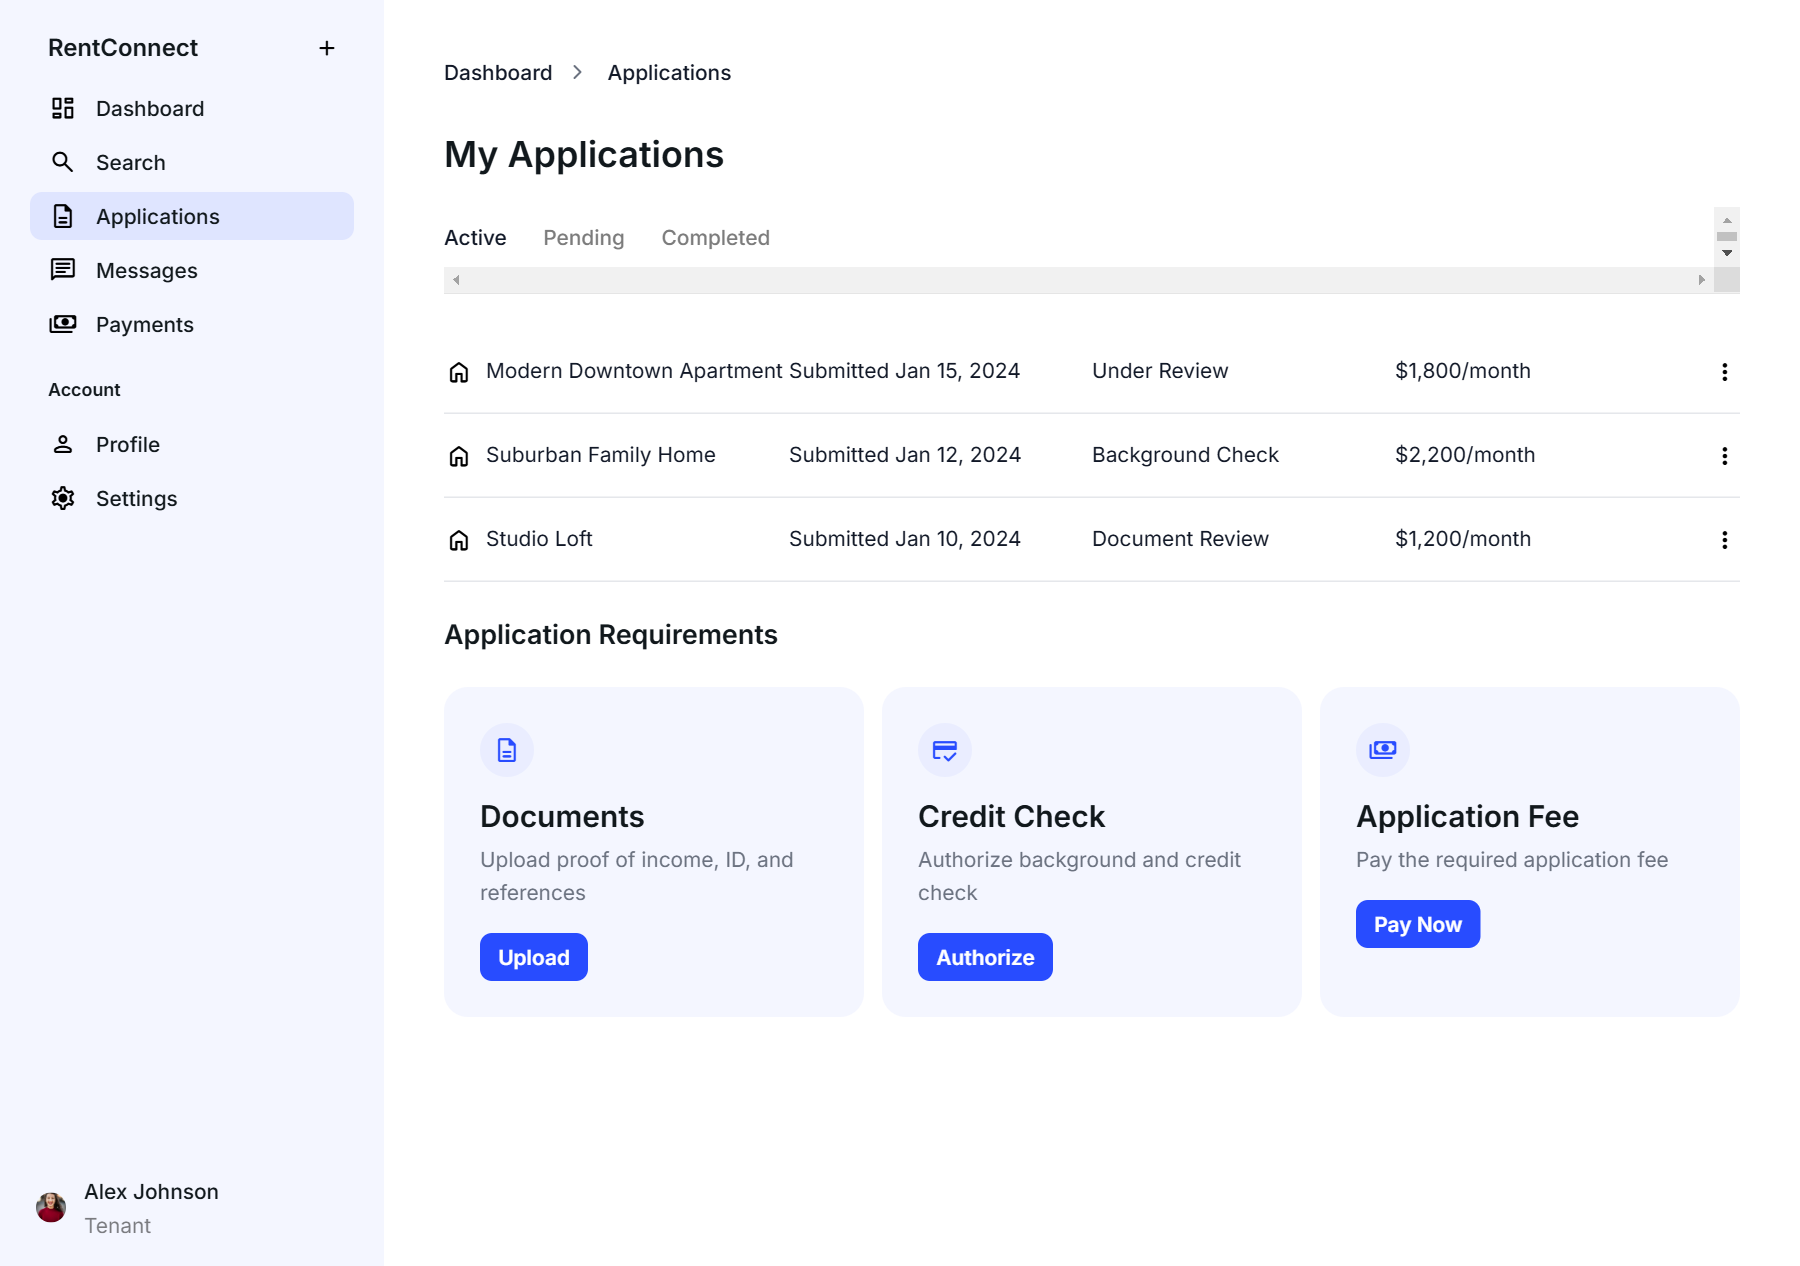 RentConnect
Dashboard
Search
Applications
Messages
Payments
Account
Profile
Settings
Alex Johnson
Tenant
Dashboard Applications
My Applications
Active Pending Completed
Modern Downtown Apartment Submitted Jan 15, 2024 Under Review $1,800/month
Suburban Family Home Submitted Jan 12, 2024 Background Check $2,200/month
Studio Loft Submitted Jan 10, 2024 Document Review $1,200/month
Application Requirements
Documents
Upload proof of income, ID, and
references
Upload
Credit Check
Authorize background and credit
check
Authorize
Application Fee
Pay the required application fee
Pay Now